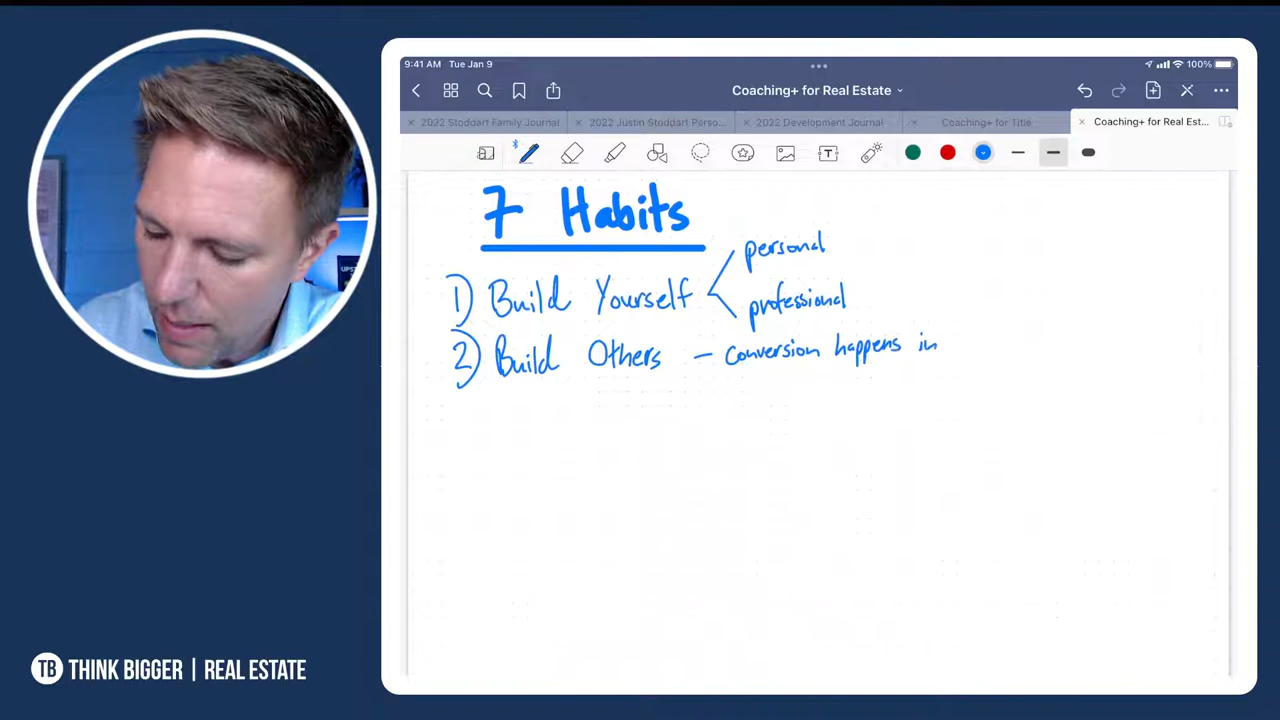 9:41 AM Tue Jan 9
100%
Coaching+ for Real Estate
2022 Stoddart Family Journal
2022 Justin Stoddart Perso...
2022 Development Journal
Coaching+ for Title
Coaching+ for Real Est...
T
7 Habits
personal
1) Build Yourself
professional
2) Build Others – conversion happens in
UPST
TB THINK BIGGER | REAL ESTATE